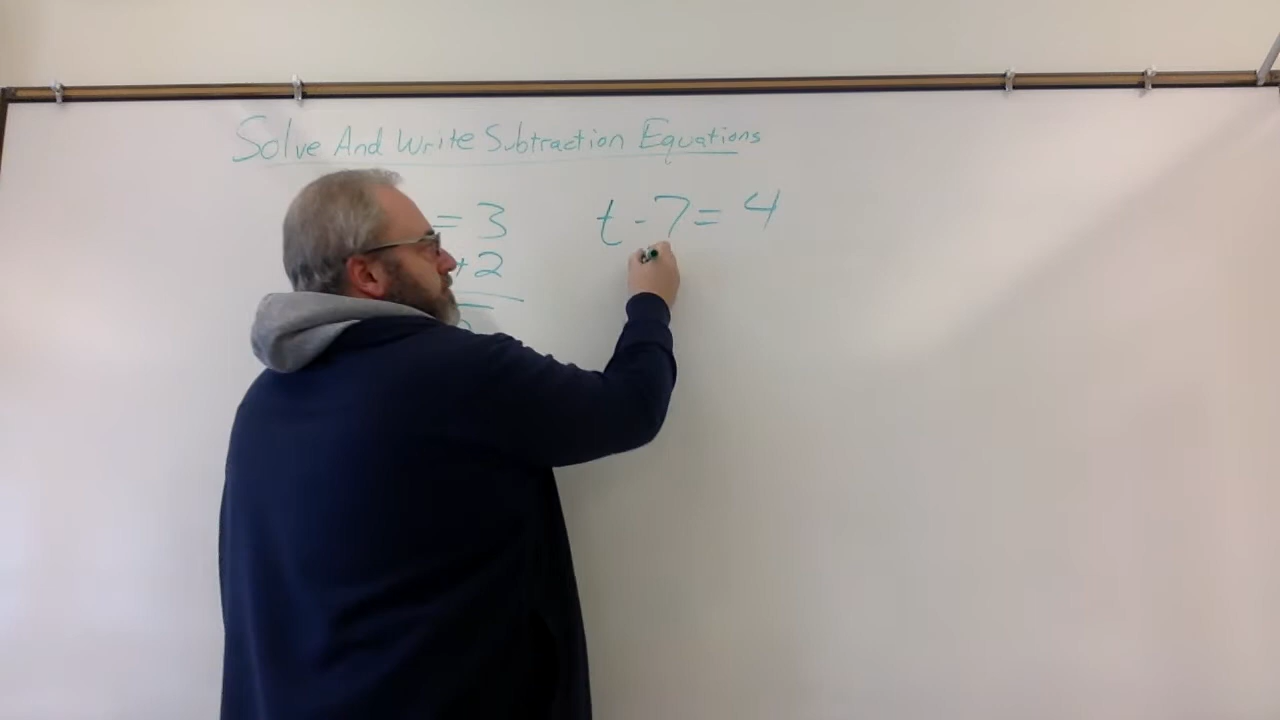 Solve And Write Subtraction Equations
= 3
+2
t - 7 = 4